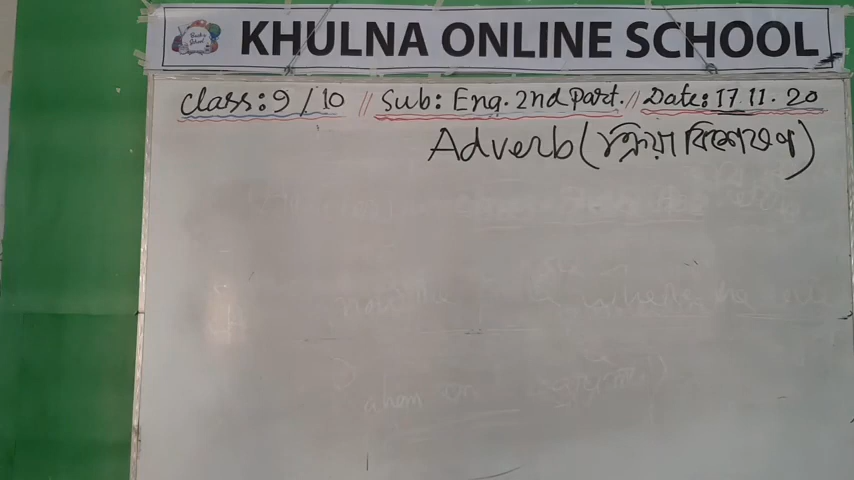 KHULNA ONLINE SCHOOL
Class: 9/10 // Sub: Eng. 2nd Part. // Date: 17.11.20
Adverb (ক্রিয়া বিশেষণ)